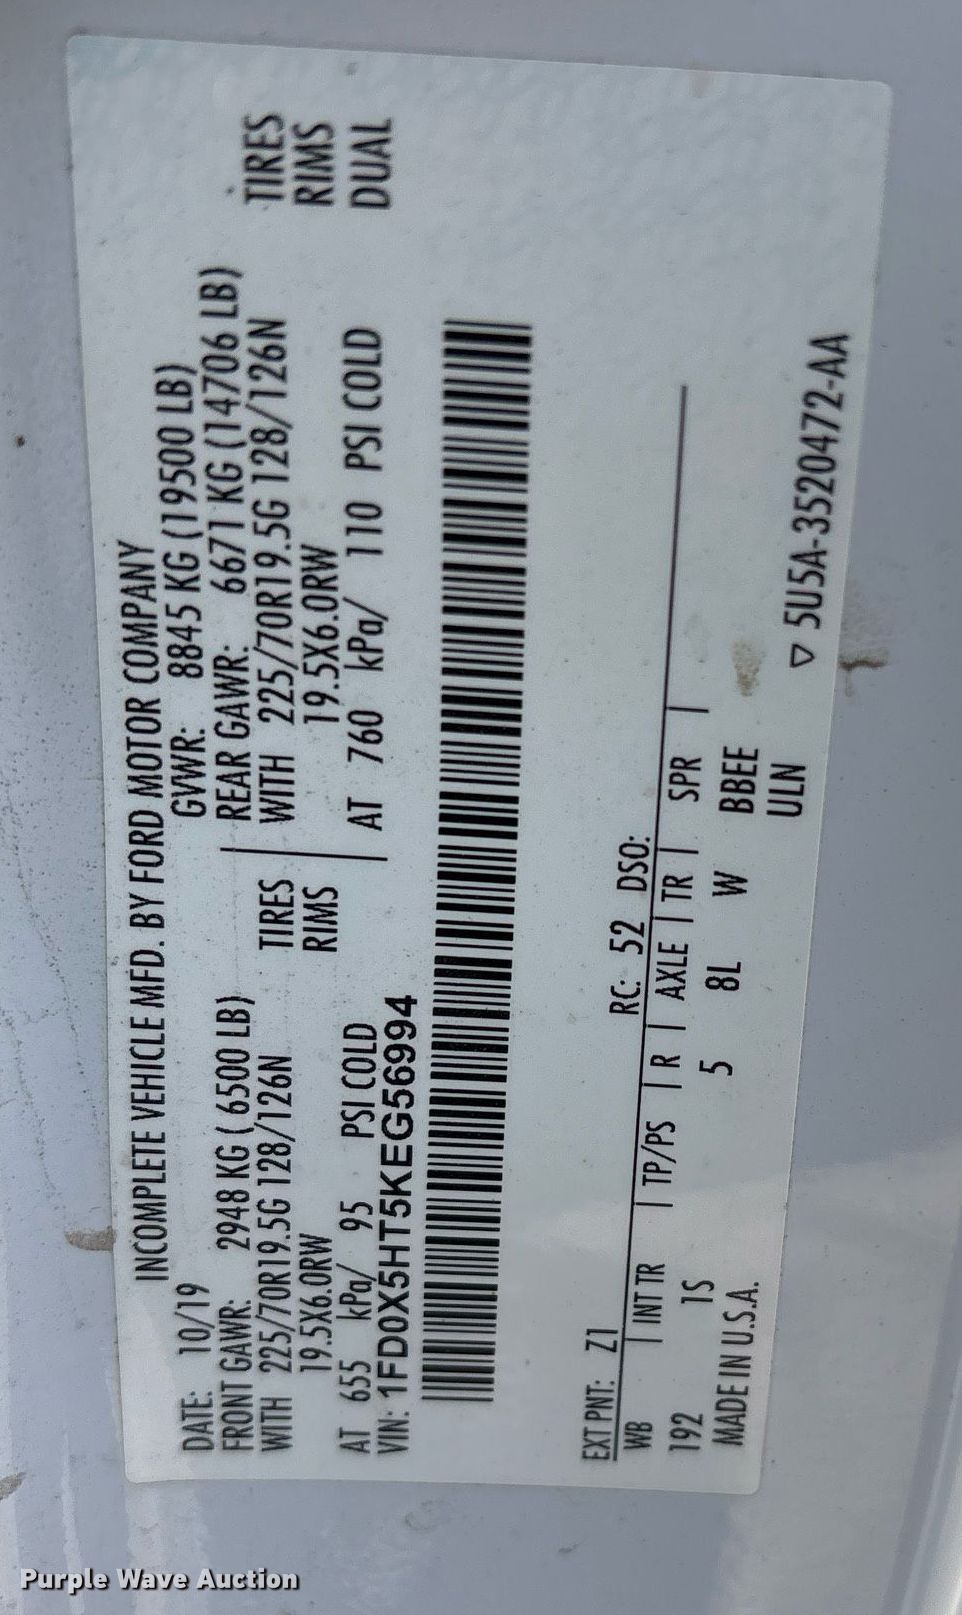 INCOMPLETE VEHICLE MFD. BY FORD MOTOR COMPANY
DATE: 10/19 GVWR: 8845 KG (19500 LB)
FRONT GAWR: 2948 KG ( 6500 LB) REAR GAWR: 6671 KG (14706 LB)
WITH 225/70R19.5G 128/126N TIRES WITH 225/70R19.5G 128/126N TIRES
19.5X6.0RW RIMS 19.5X6.0RW RIMS
AT 655 kPa/ 95 PSI COLD AT 760 kPa/ 110 PSI COLD DUAL
VIN: 1FD0X5HT5KEG56994
EXT PNT: Z1 RC: 52 DSO:
WB | INT TR | TP/PS | R | AXLE | TR | SPR |
192 1S 5 8L W BBEE
MADE IN U.S.A. ULN
▽ 5U5A-3520472-AA
Purple Wave Auction